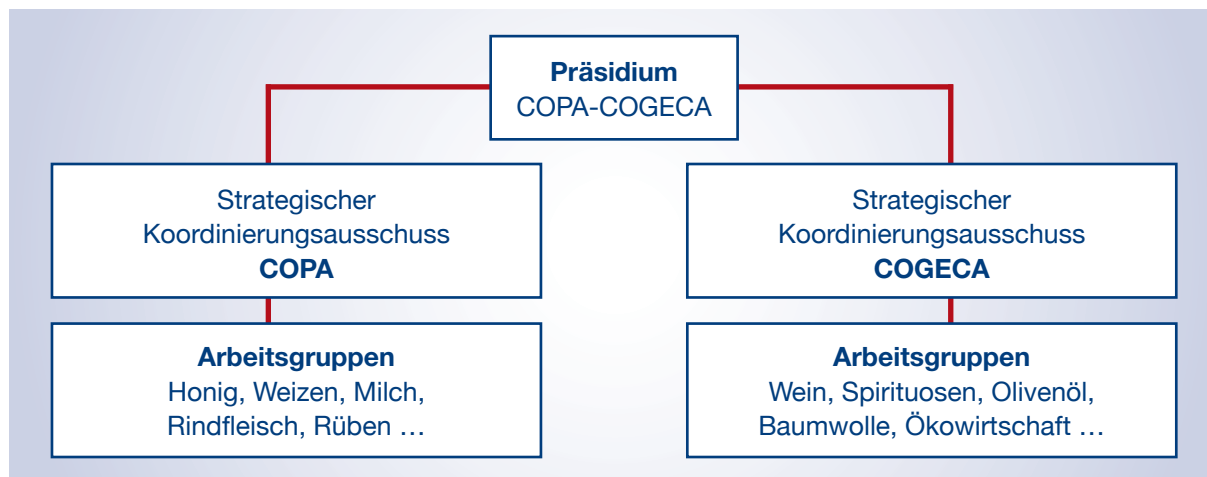 Präsidium
COPA-COGECA
Strategischer
Koordinierungsausschuss
COPA
Strategischer
Koordinierungsausschuss
COGECA
Arbeitsgruppen
Honig, Weizen, Milch,
Rindfleisch, Rüben …
Arbeitsgruppen
Wein, Spirituosen, Olivenöl,
Baumwolle, Ökowirtschaft …